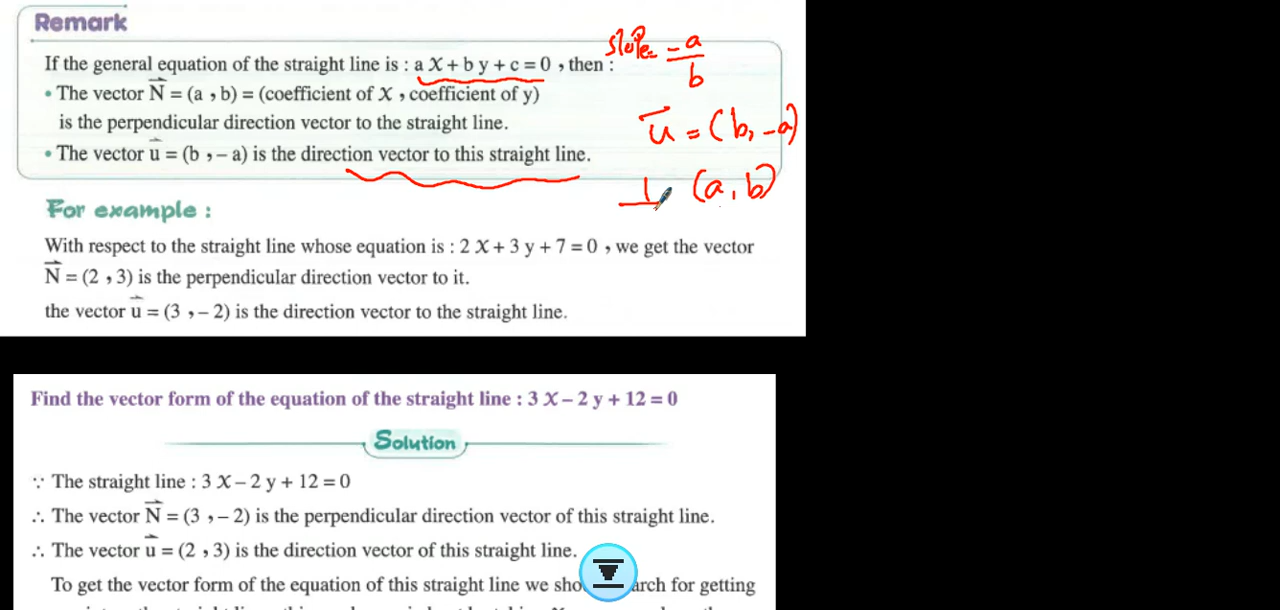 Remark
If the general equation of the straight line is : a X + b y + c = 0 , then :
• The vector N⃗ = (a , b) = (coefficient of X , coefficient of y)
is the perpendicular direction vector to the straight line.
• The vector u⃗ = (b , – a) is the direction vector to this straight line.
slope = -a/b
u⃗ = (b, -a)
⊥ (a, b)
For example :
With respect to the straight line whose equation is : 2 X + 3 y + 7 = 0 , we get the vector
N⃗ = (2 , 3) is the perpendicular direction vector to it.
the vector u⃗ = (3 , – 2) is the direction vector to the straight line.
Find the vector form of the equation of the straight line : 3 X – 2 y + 12 = 0
Solution
∵ The straight line : 3 X – 2 y + 12 = 0
∴ The vector N⃗ = (3 , – 2) is the perpendicular direction vector of this straight line.
∴ The vector u⃗ = (2 , 3) is the direction vector of this straight line.
To get the vector form of the equation of this straight line we for getting